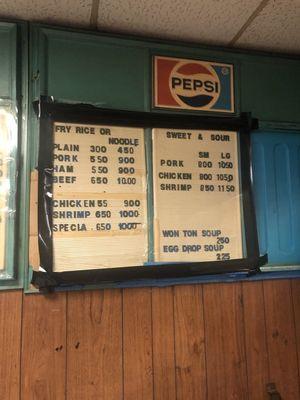 PEPSI
FRY RICE OR
NOODLE
PLAIN 300 450
PORK 550 900
HAM 550 900
BEEF 650 10.00
CHICKEN 55 900
SHRIMP 650 1000
SPECIA 650 1000
SWEET & SOUR
SM LG
PORK 800 1050
CHICKEN 800 1050
SHRIMP 850 1150
WON TON SOUP
250
EGG DROP SOUP
225